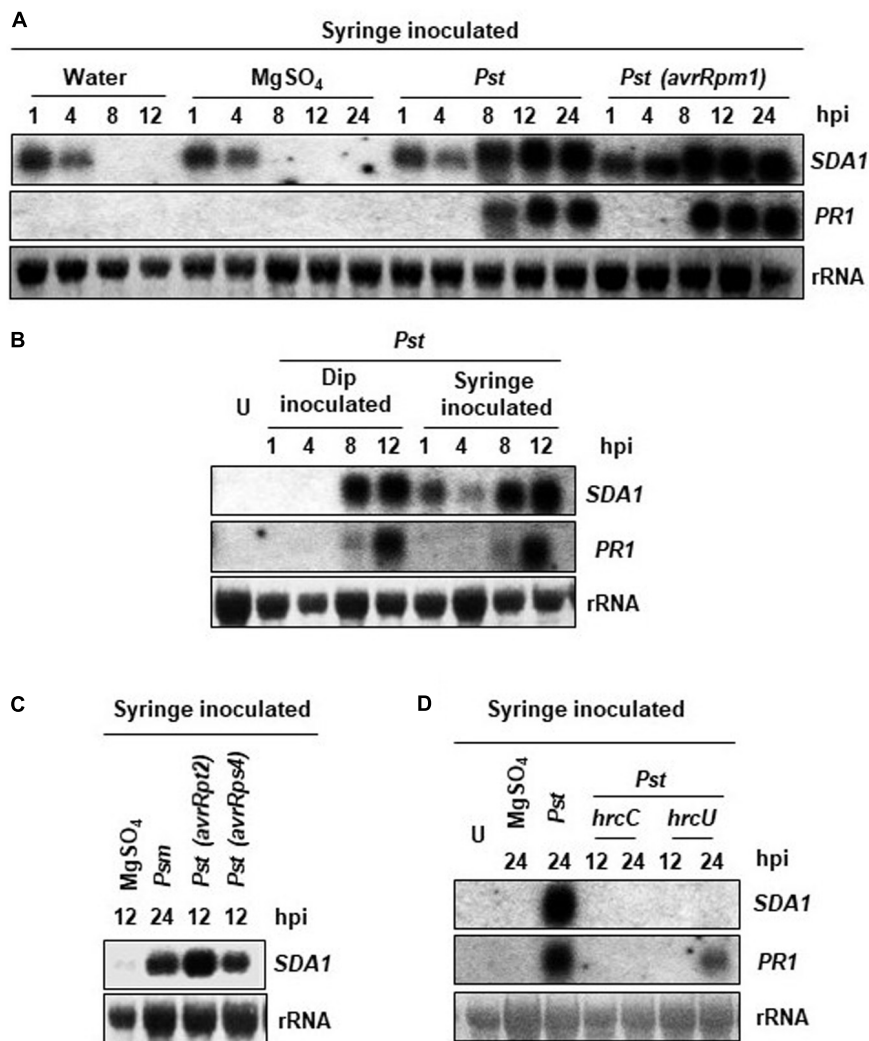 A
Syringe inoculated
Water MgSO₄ Pst Pst (avrRpm1)
1 4 8 12 1 4 8 12 24 1 4 8 12 24 1 4 8 12 24 hpi
SDA1
PR1
rRNA
B
Pst
Dip inoculated Syringe inoculated
U
1 4 8 12 1 4 8 12 hpi
SDA1
PR1
rRNA
C
Syringe inoculated
MgSO₄ Psm Pst (avrRpt2) Pst (avrRps4)
12 24 12 12 hpi
SDA1
rRNA
D
Syringe inoculated
U MgSO₄ Pst Pst
hrcC hrcU
24 24 12 24 12 24 hpi
SDA1
PR1
rRNA